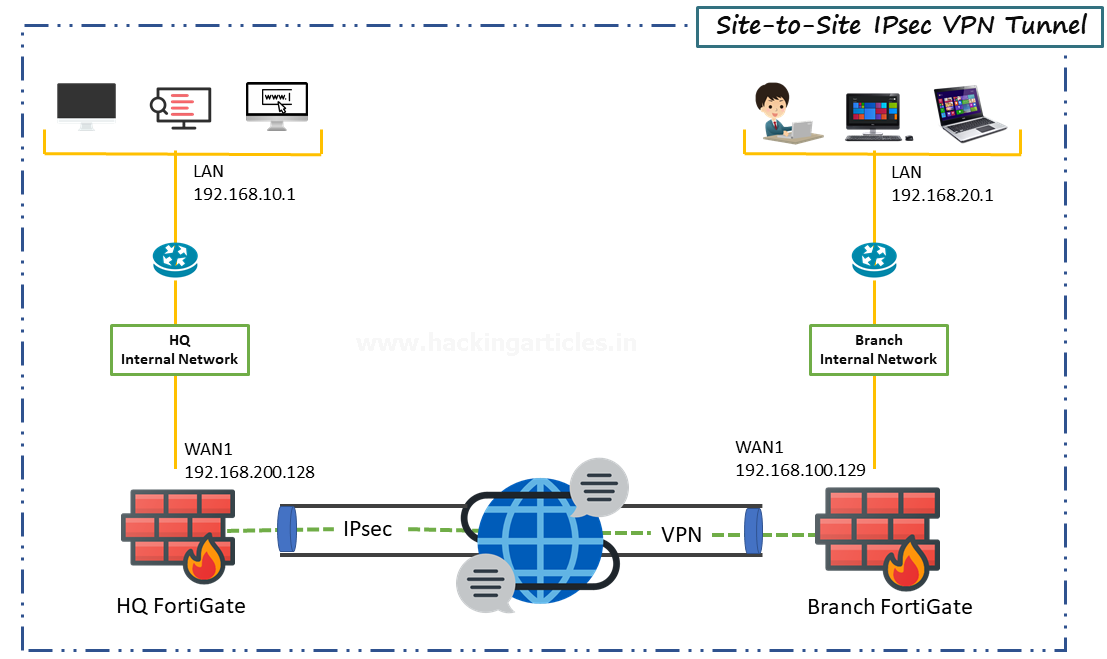 Site-to-Site IPsec VPN Tunnel
www.
LAN
192.168.10.1
LAN
192.168.20.1
HQ
Internal Network
www.hackingarticles.in
Branch
Internal Network
WAN1
192.168.200.128
WAN1
192.168.100.129
IPsec
VPN
HQ FortiGate
Branch FortiGate